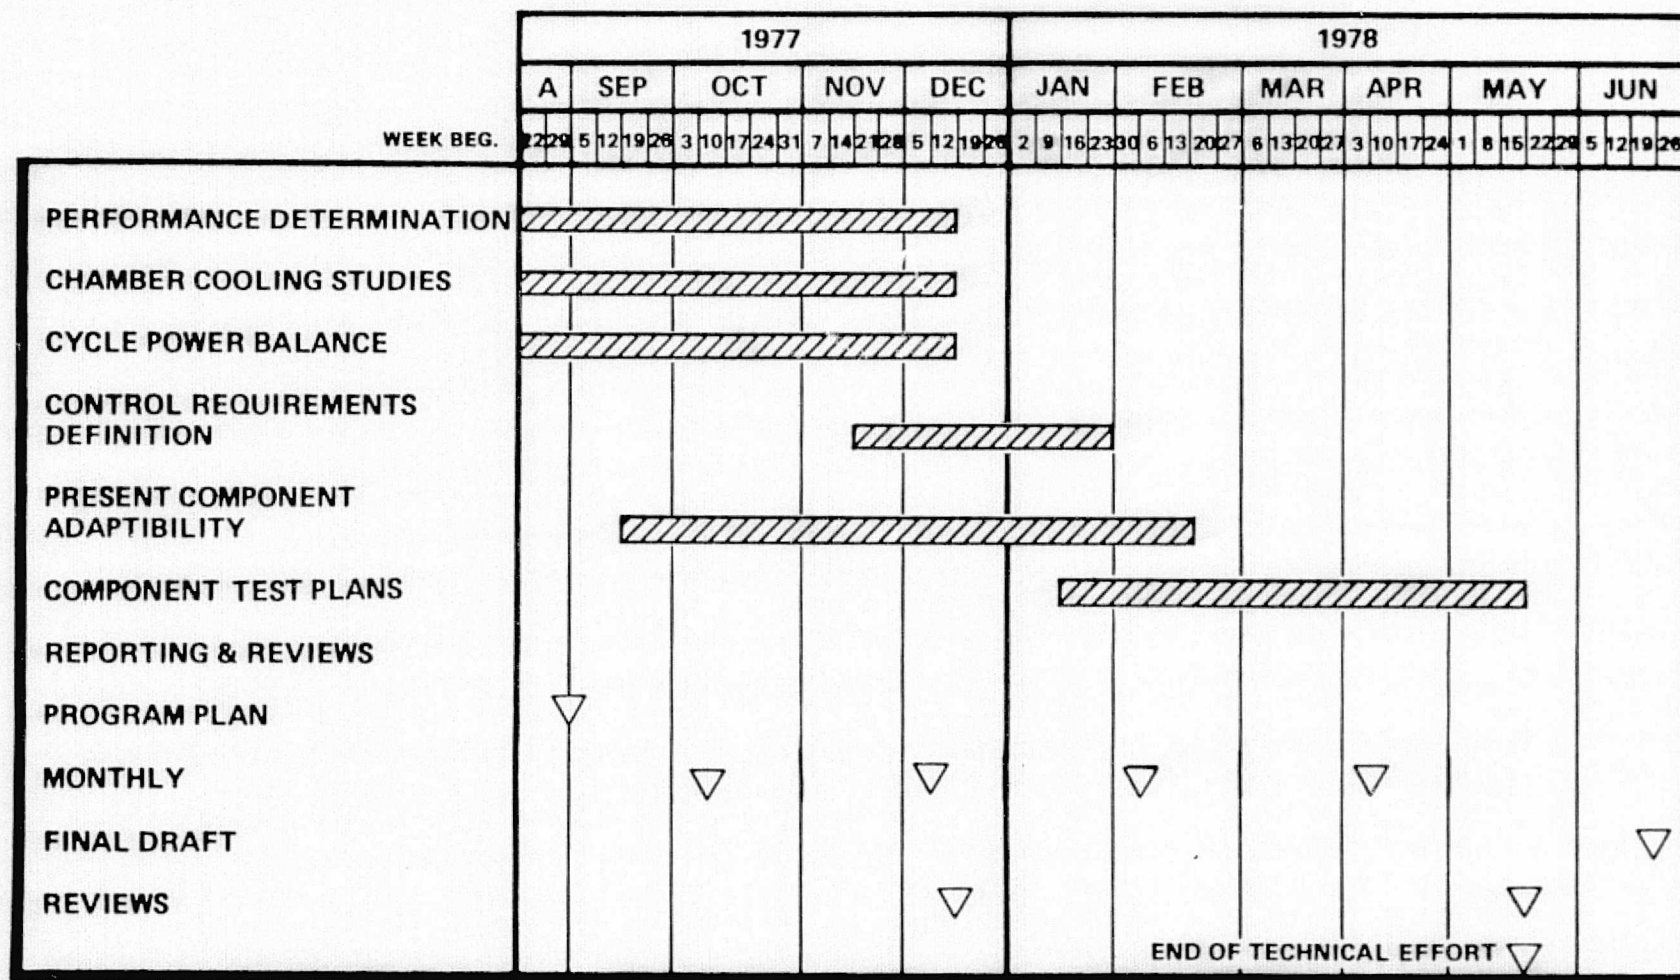 1977 1978
A SEP OCT NOV DEC JAN FEB MAR APR MAY JUN
WEEK BEG. 22 29 5 12 19 26 3 10 17 24 31 7 14 21 28 5 12 19 26 2 9 16 23 30 6 13 20 27 6 13 20 27 3 10 17 24 1 8 15 22 29 5 12 19 26
PERFORMANCE DETERMINATION
CHAMBER COOLING STUDIES
CYCLE POWER BALANCE
CONTROL REQUIREMENTS
DEFINITION
PRESENT COMPONENT
ADAPTIBILITY
COMPONENT TEST PLANS
REPORTING & REVIEWS
PROGRAM PLAN
MONTHLY
FINAL DRAFT
REVIEWS
END OF TECHNICAL EFFORT